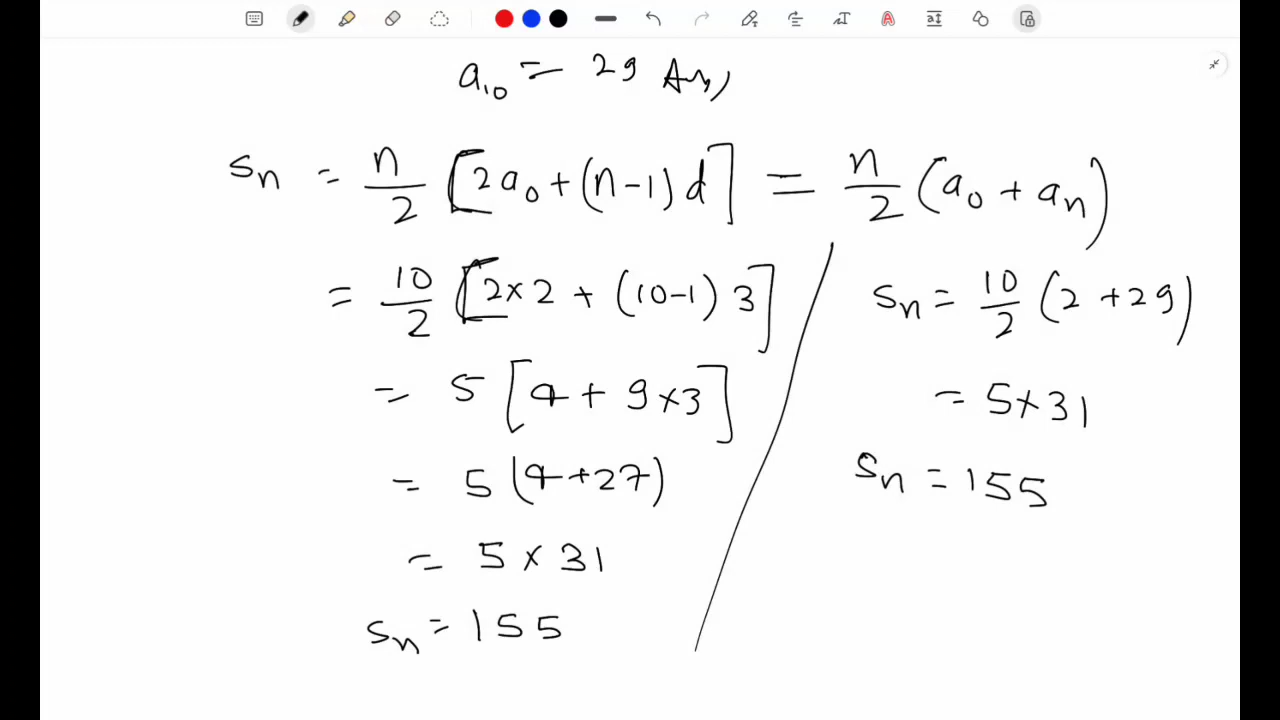 a₁₀ = 29 Ans,
Sn = n/2 [2a₀ + (n-1) d] = n/2 (a₀ + an)
= 10/2 [2×2 + (10-1) 3]
= 5 [4 + 9×3]
= 5 (4+27)
= 5 × 31
Sn = 155
Sn = 10/2 (2 + 29)
= 5×31
Sn = 155